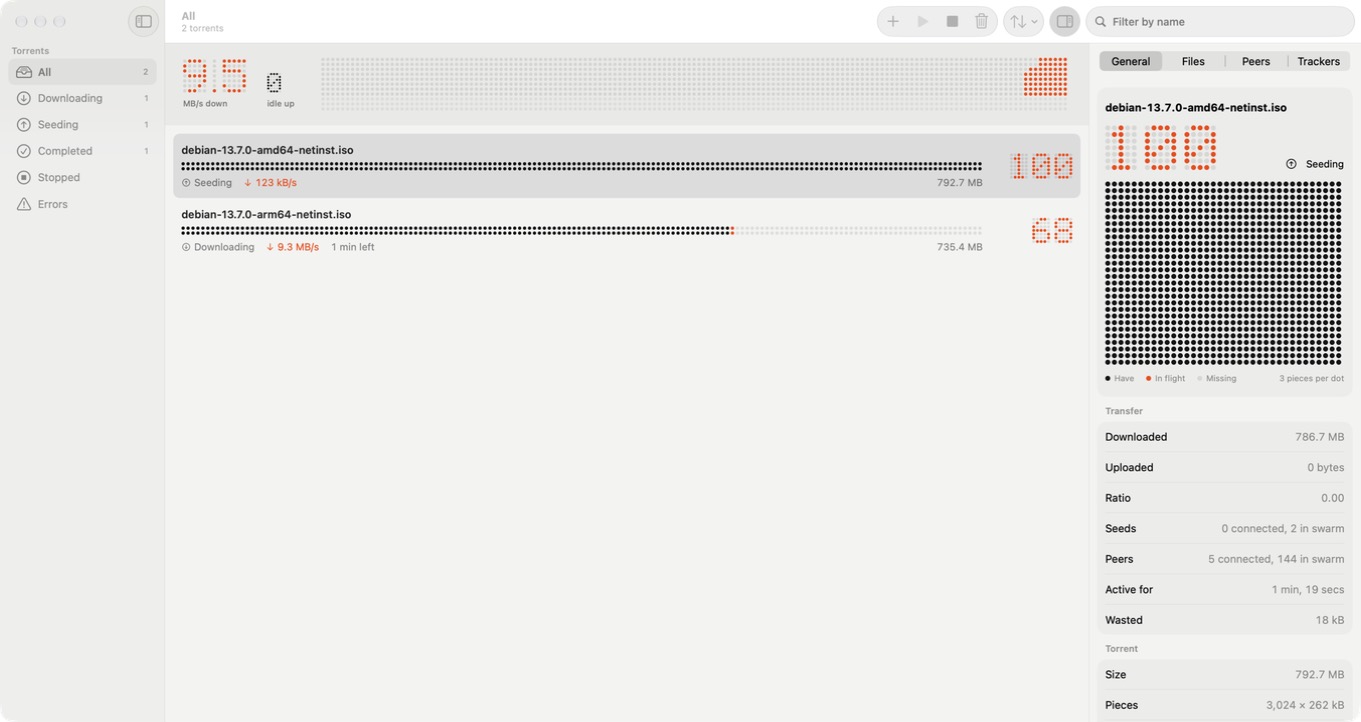 All
2 torrents
Filter by name
Torrents
All 2
Downloading 1
Seeding 1
Completed 1
Stopped
Errors
9.5 0
MB/s down idle up
debian-13.7.0-amd64-netinst.iso
100
Seeding ↓ 123 kB/s 792.7 MB
debian-13.7.0-arm64-netinst.iso
68
Downloading ↓ 9.3 MB/s 1 min left 735.4 MB
General Files Peers Trackers
debian-13.7.0-amd64-netinst.iso
100
Seeding
Have In flight Missing 3 pieces per dot
Transfer
Downloaded 786.7 MB
Uploaded 0 bytes
Ratio 0.00
Seeds 0 connected, 2 in swarm
Peers 5 connected, 144 in swarm
Active for 1 min, 19 secs
Wasted 18 kB
Torrent
Size 792.7 MB
Pieces 3,024 × 262 kB